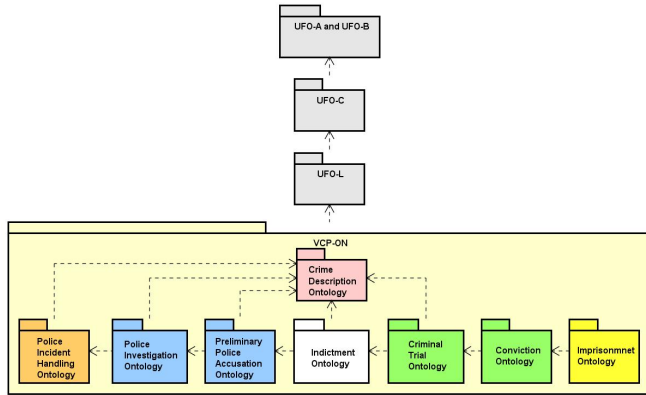 UFO-A and UFO-B
UFO-C
UFO-L
VCP-ON
Crime
Description
Ontology
Police
Incident
Handling
Ontology
Police
Investigation
Ontology
Preliminary
Police
Accusation
Ontology
Indictment
Ontology
Criminal
Trial
Ontology
Conviction
Ontology
Imprisonmnet
Ontology